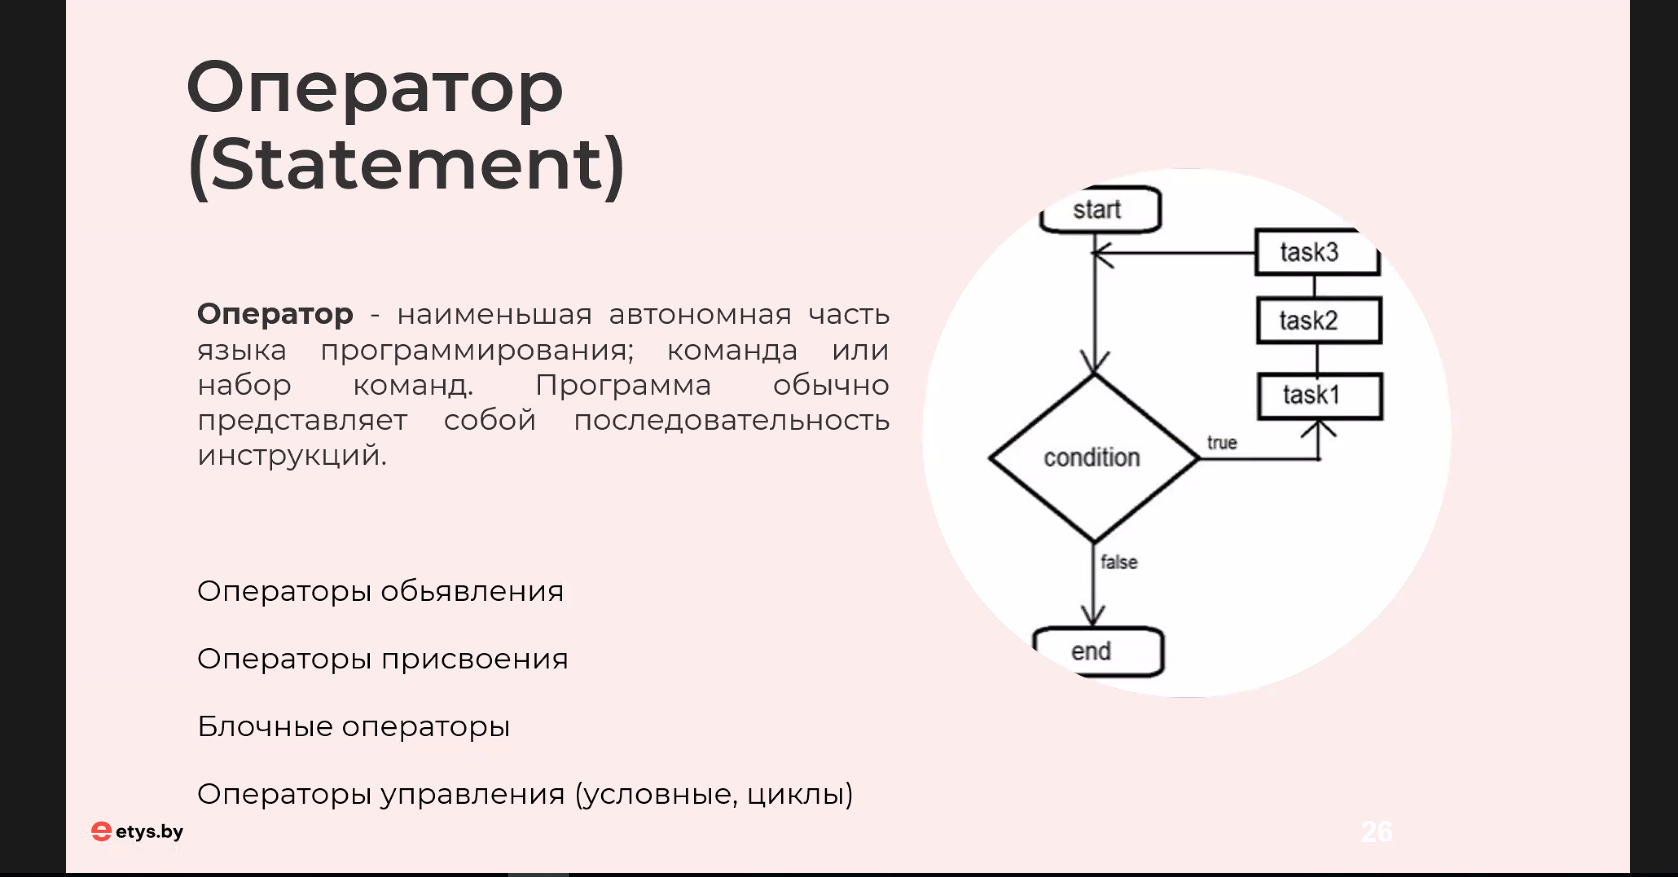 Оператор
(Statement)
Оператор - наименьшая автономная часть
языка программирования; команда или
набор команд. Программа обычно
представляет собой последовательность
инструкций.
Операторы обьявления
Операторы присвоения
Блочные операторы
Операторы управления (условные, циклы)
start
task3
task2
task1
true
condition
false
end
etys.by
26